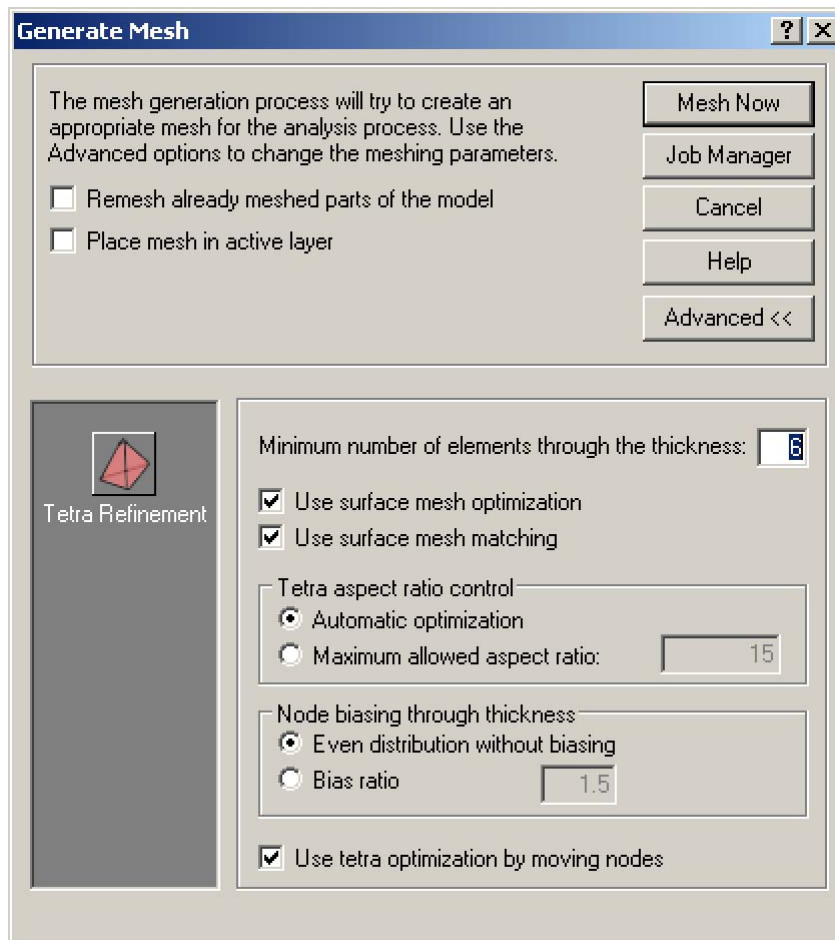 Generate Mesh
The mesh generation process will try to create an
appropriate mesh for the analysis process. Use the
Advanced options to change the meshing parameters.
Remesh already meshed parts of the model
Place mesh in active layer
Mesh Now
Job Manager
Cancel
Help
Advanced <<
Tetra Refinement
Minimum number of elements through the thickness: 6
Use surface mesh optimization
Use surface mesh matching
Tetra aspect ratio control
Automatic optimization
Maximum allowed aspect ratio: 15
Node biasing through thickness
Even distribution without biasing
Bias ratio 1.5
Use tetra optimization by moving nodes